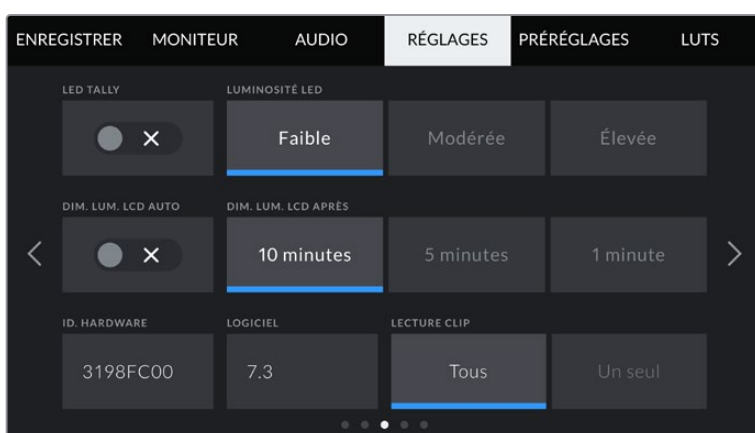 ENREGISTRER MONITEUR AUDIO RÉGLAGES PRÉRÉGLAGES LUTS
LED TALLY LUMINOSITÉ LED
Faible Modérée Élevée
DIM. LUM. LCD AUTO DIM. LUM. LCD APRÈS
10 minutes 5 minutes 1 minute
ID. HARDWARE LOGICIEL LECTURE CLIP
3198FC00 7.3 Tous Un seul